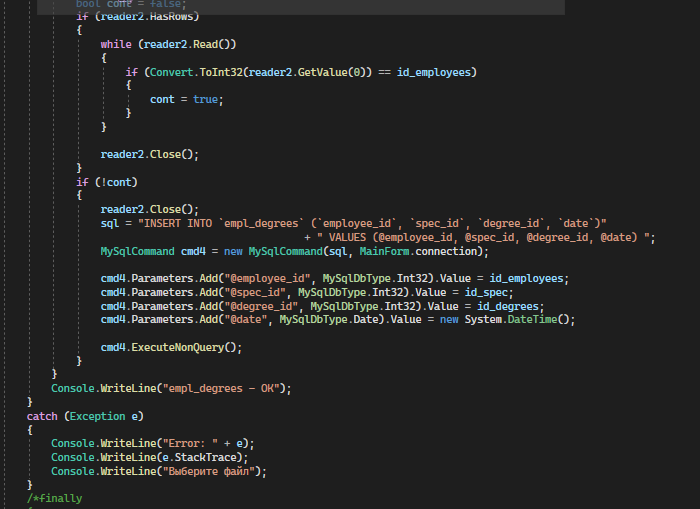 bool cont = false;
if (reader2.HasRows)
{
while (reader2.Read())
{
if (Convert.ToInt32(reader2.GetValue(0)) == id_employees)
{
cont = true;
}
}
reader2.Close();
}
if (!cont)
{
reader2.Close();
sql = "INSERT INTO `empl_degrees` (`employee_id`, `spec_id`, `degree_id`, `date`)"
+ " VALUES (@employee_id, @spec_id, @degree_id, @date) ";
MySqlCommand cmd4 = new MySqlCommand(sql, MainForm.connection);
cmd4.Parameters.Add("@employee_id", MySqlDbType.Int32).Value = id_employees;
cmd4.Parameters.Add("@spec_id", MySqlDbType.Int32).Value = id_spec;
cmd4.Parameters.Add("@degree_id", MySqlDbType.Int32).Value = id_degrees;
cmd4.Parameters.Add("@date", MySqlDbType.Date).Value = new System.DateTime();
cmd4.ExecuteNonQuery();
}
}
Console.WriteLine("empl_degrees - OK");
}
catch (Exception e)
{
Console.WriteLine("Error: " + e);
Console.WriteLine(e.StackTrace);
Console.WriteLine("Выберите файл");
}
/*finally
{